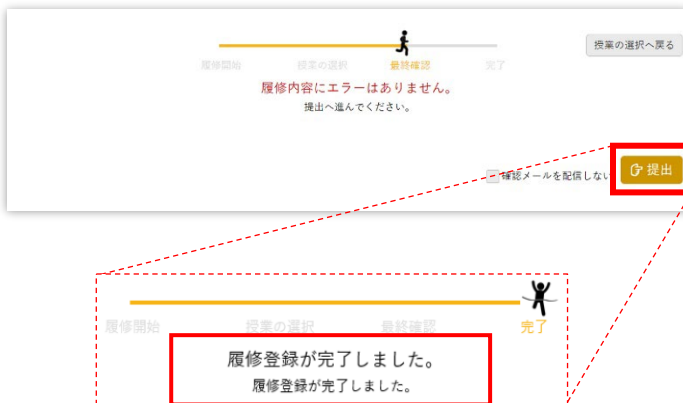 授業の選択へ戻る
履修開始 授業の選択 最終確認 完了
履修内容にエラーはありません。
提出へ進んでください。
確認メールを配信しない
提出
履修開始 授業の選択 最終確認 完了
履修登録が完了しました。
履修登録が完了しました。